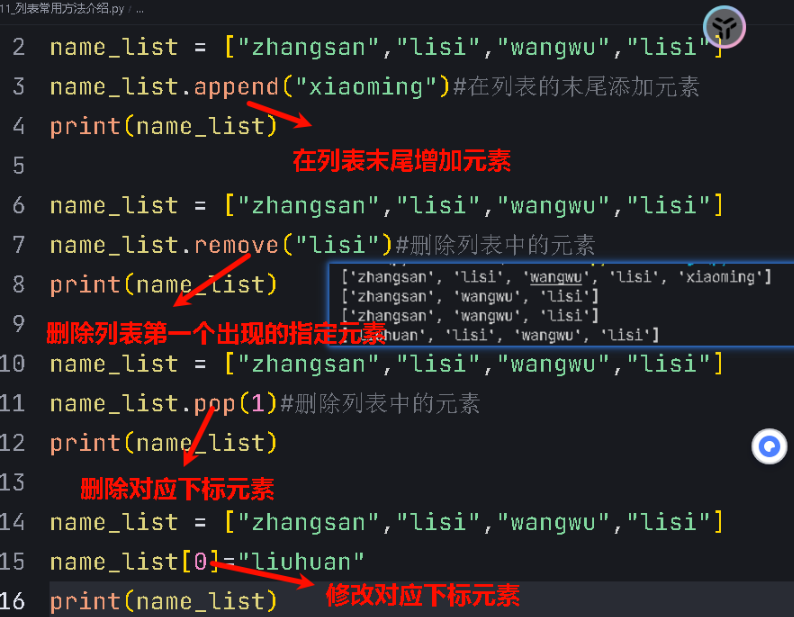 11_列表常用方法介绍.py / ...
2 name_list = ["zhangsan","lisi","wangwu","lisi"]
3 name_list.append("xiaoming")#在列表的末尾添加元素
4 print(name_list)
在列表末尾增加元素
5
6 name_list = ["zhangsan","lisi","wangwu","lisi"]
7 name_list.remove("lisi")#删除列表中的元素
8 print(name_list)
['zhangsan', 'lisi', 'wangwu', 'lisi', 'xiaoming']
['zhangsan', 'wangwu', 'lisi']
['zhangsan', 'wangwu', 'lisi']
9
删除列表第一个出现的指定元素
huan', 'lisi', 'wangwu', 'lisi']
10 name_list = ["zhangsan","lisi","wangwu","lisi"]
11 name_list.pop(1)#删除列表中的元素
12 print(name_list)
13
删除对应下标元素
14 name_list = ["zhangsan","lisi","wangwu","lisi"]
15 name_list[0]="liuhuan"
16 print(name_list)
修改对应下标元素